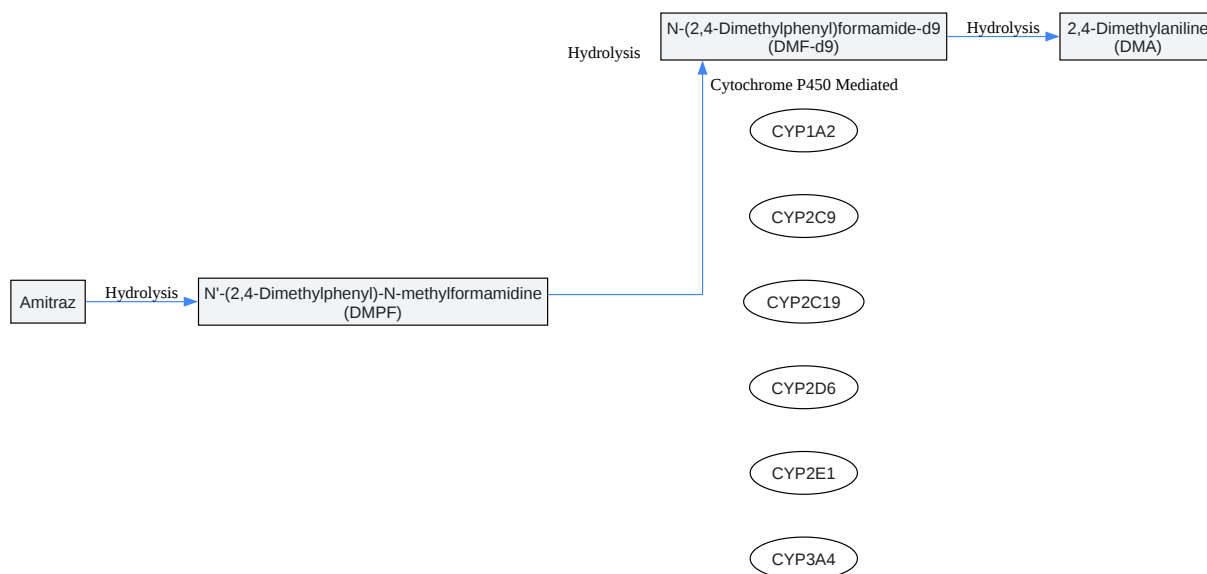 N-(2,4-Dimethylphenyl)formamide-d9
(DMF-d9)
Hydrolysis
2,4-Dimethylaniline
(DMA)
Hydrolysis
Cytochrome P450 Mediated
CYP1A2
CYP2C9
Amitraz
Hydrolysis
N'-(2,4-Dimethylphenyl)-N-methylformamidine
(DMPF)
CYP2C19
CYP2D6
CYP2E1
CYP3A4